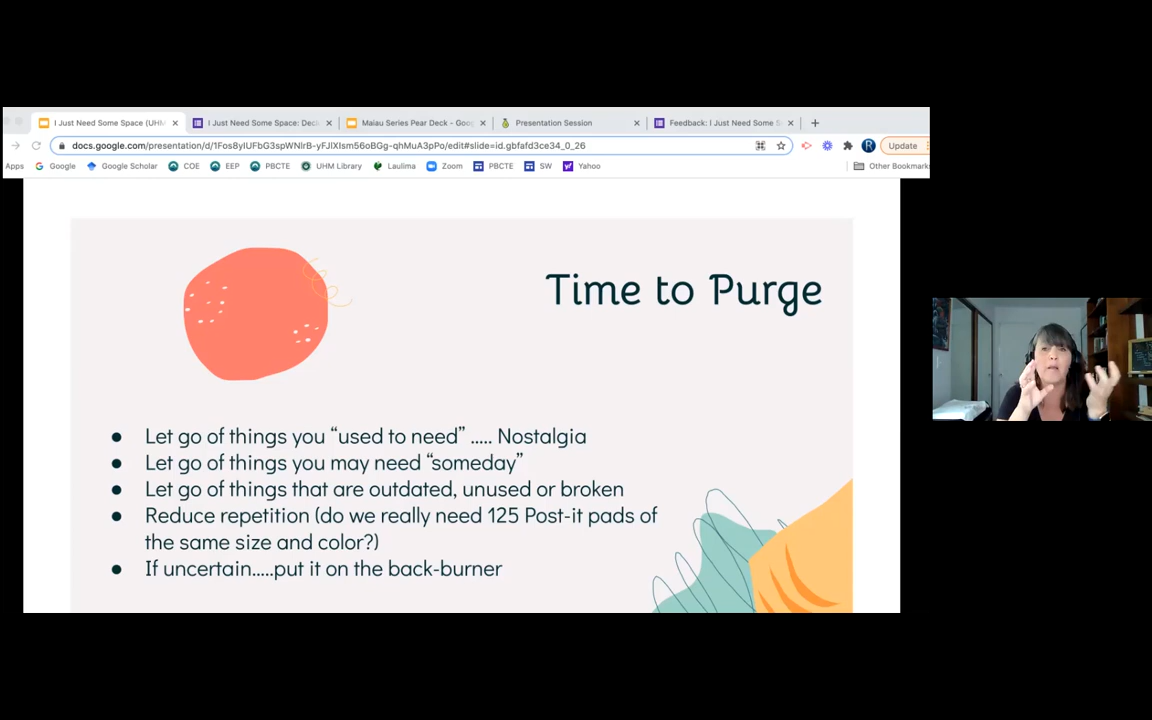 I Just Need Some Space (UHM
I Just Need Some Space: Deck
Maiau Series Pear Deck - Goog
Presentation Session
Feedback: I Just Need Some S
docs.google.com/presentation/d/1Fos8yIUFbG3spWNlrB-yFJlXIsm56oBGg-qhMuA3pPo/edit#slide=id.gbfafd3ce34_0_26
R
Update
Apps
Google
Google Scholar
COE
EEP
PBCTE
UHM Library
Laulima
Zoom
PBCTE
SW
Yahoo
Other Bookmark
Time to Purge
● Let go of things you “used to need” ..... Nostalgia
● Let go of things you may need “someday”
● Let go of things that are outdated, unused or broken
● Reduce repetition (do we really need 125 Post-it pads of
the same size and color?)
● If uncertain.....put it on the back-burner